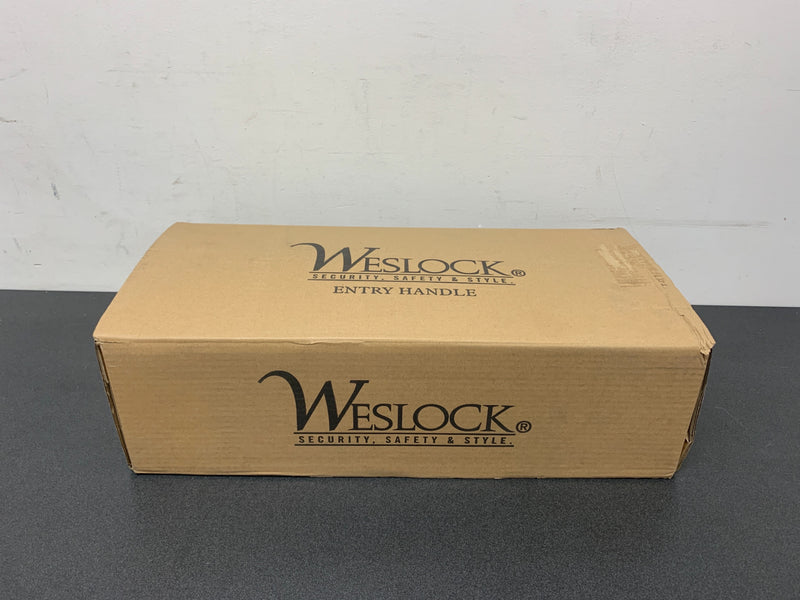 WESLOCK®
SECURITY, SAFETY & STYLE.
ENTRY HANDLE
WESLOCK®
SECURITY, SAFETY & STYLE.